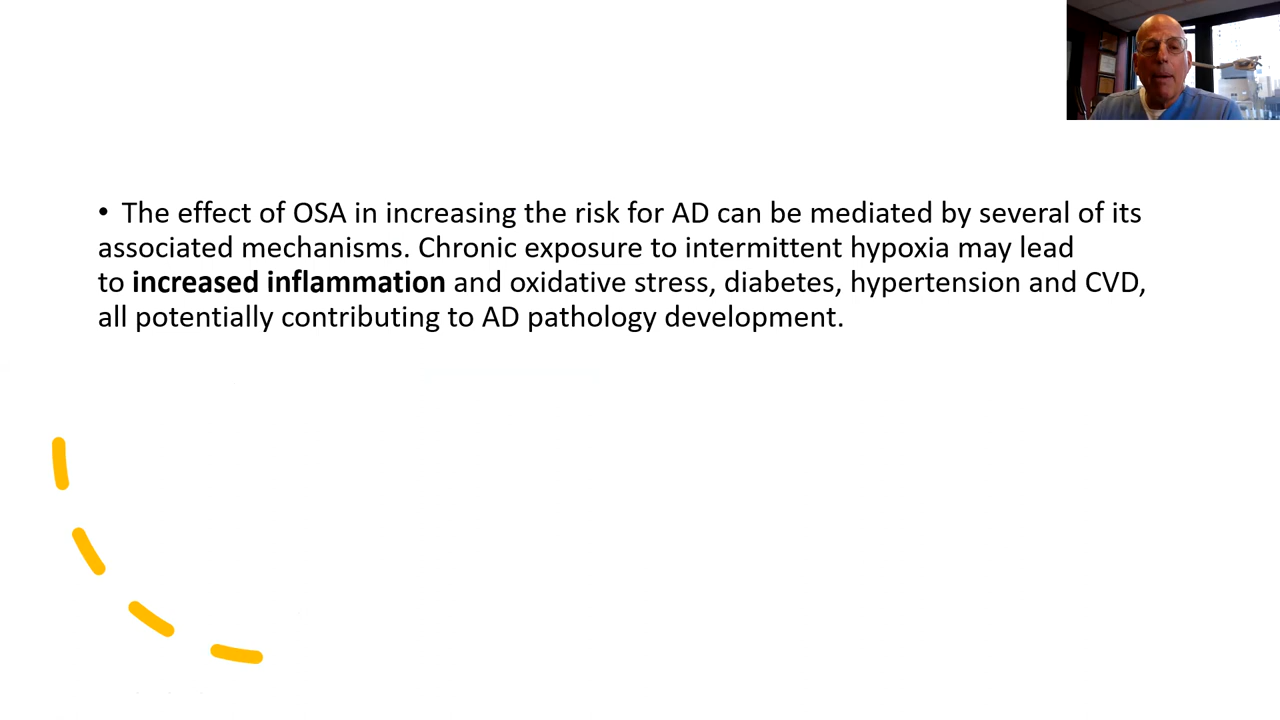 • The effect of OSA in increasing the risk for AD can be mediated by several of its
associated mechanisms. Chronic exposure to intermittent hypoxia may lead
to increased inflammation and oxidative stress, diabetes, hypertension and CVD,
all potentially contributing to AD pathology development.